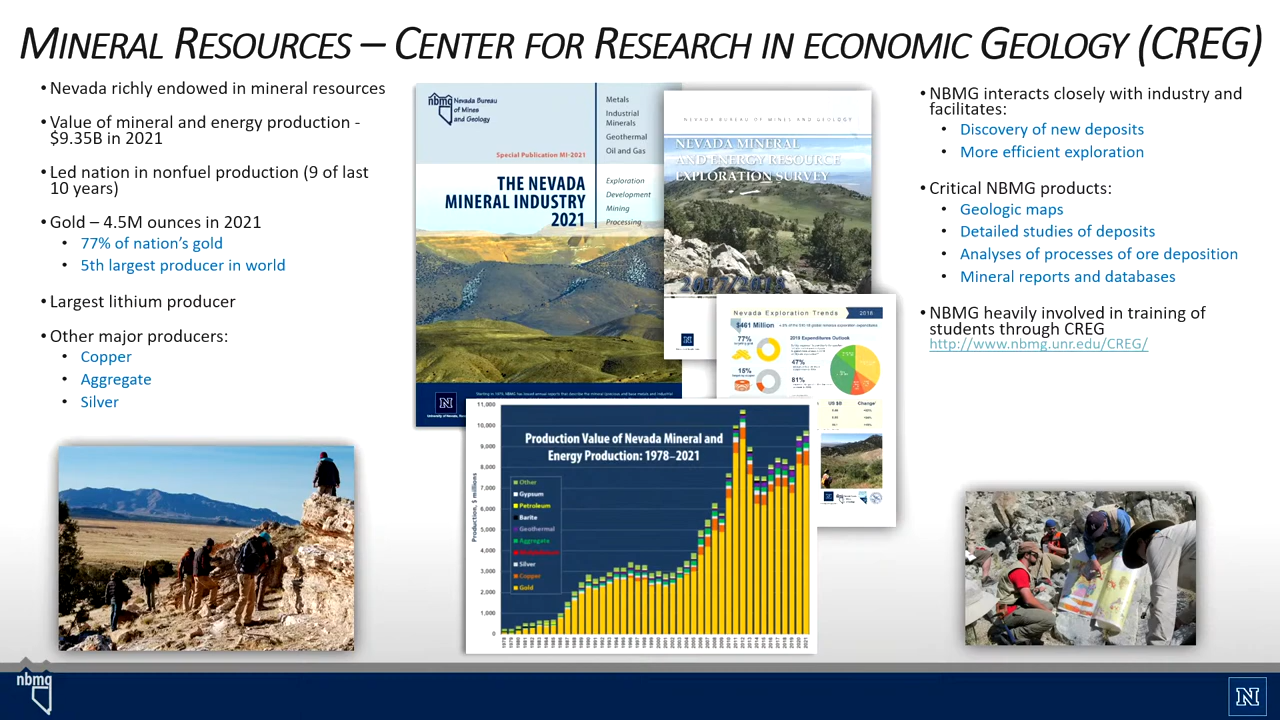 MINERAL RESOURCES – CENTER FOR RESEARCH IN ECONOMIC GEOLOGY (CREG)
• Nevada richly endowed in mineral resources
• Value of mineral and energy production -
$9.35B in 2021
• Led nation in nonfuel production (9 of last
10 years)
• Gold – 4.5M ounces in 2021
• 77% of nation's gold
• 5th largest producer in world
• Largest lithium producer
• Other major producers:
• Copper
• Aggregate
• Silver
nbmg Nevada Bureau
of Mines
and Geology
Metals
Industrial
Minerals
Geothermal
Oil and Gas
Special Publication MI-2021
THE NEVADA
MINERAL INDUSTRY
2021
Exploration
Development
Mining
Processing
NEVADA BUREAU OF MINES AND GEOLOGY
NEVADA MINERAL
AND ENERGY RESOURCE
EXPLORATION SURVEY
Nevada Exploration Trends
2018
$461 Million
77%
2018 Expenditures Outlook
47%
15%
81%
US $B Change
Production Value of Nevada Mineral and
Energy Production: 1978–2021
Production, $ millions
11,000
10,000
9,000
8,000
7,000
6,000
5,000
4,000
3,000
2,000
1,000
0
Other
Gypsum
Petroleum
Barite
Geothermal
Aggregate
Silver
Copper
Gold
• NBMG interacts closely with industry and
facilitates:
• Discovery of new deposits
• More efficient exploration
• Critical NBMG products:
• Geologic maps
• Detailed studies of deposits
• Analyses of processes of ore deposition
• Mineral reports and databases
• NBMG heavily involved in training of
students through CREG
http://www.nbmg.unr.edu/CREG/
nbmg
N